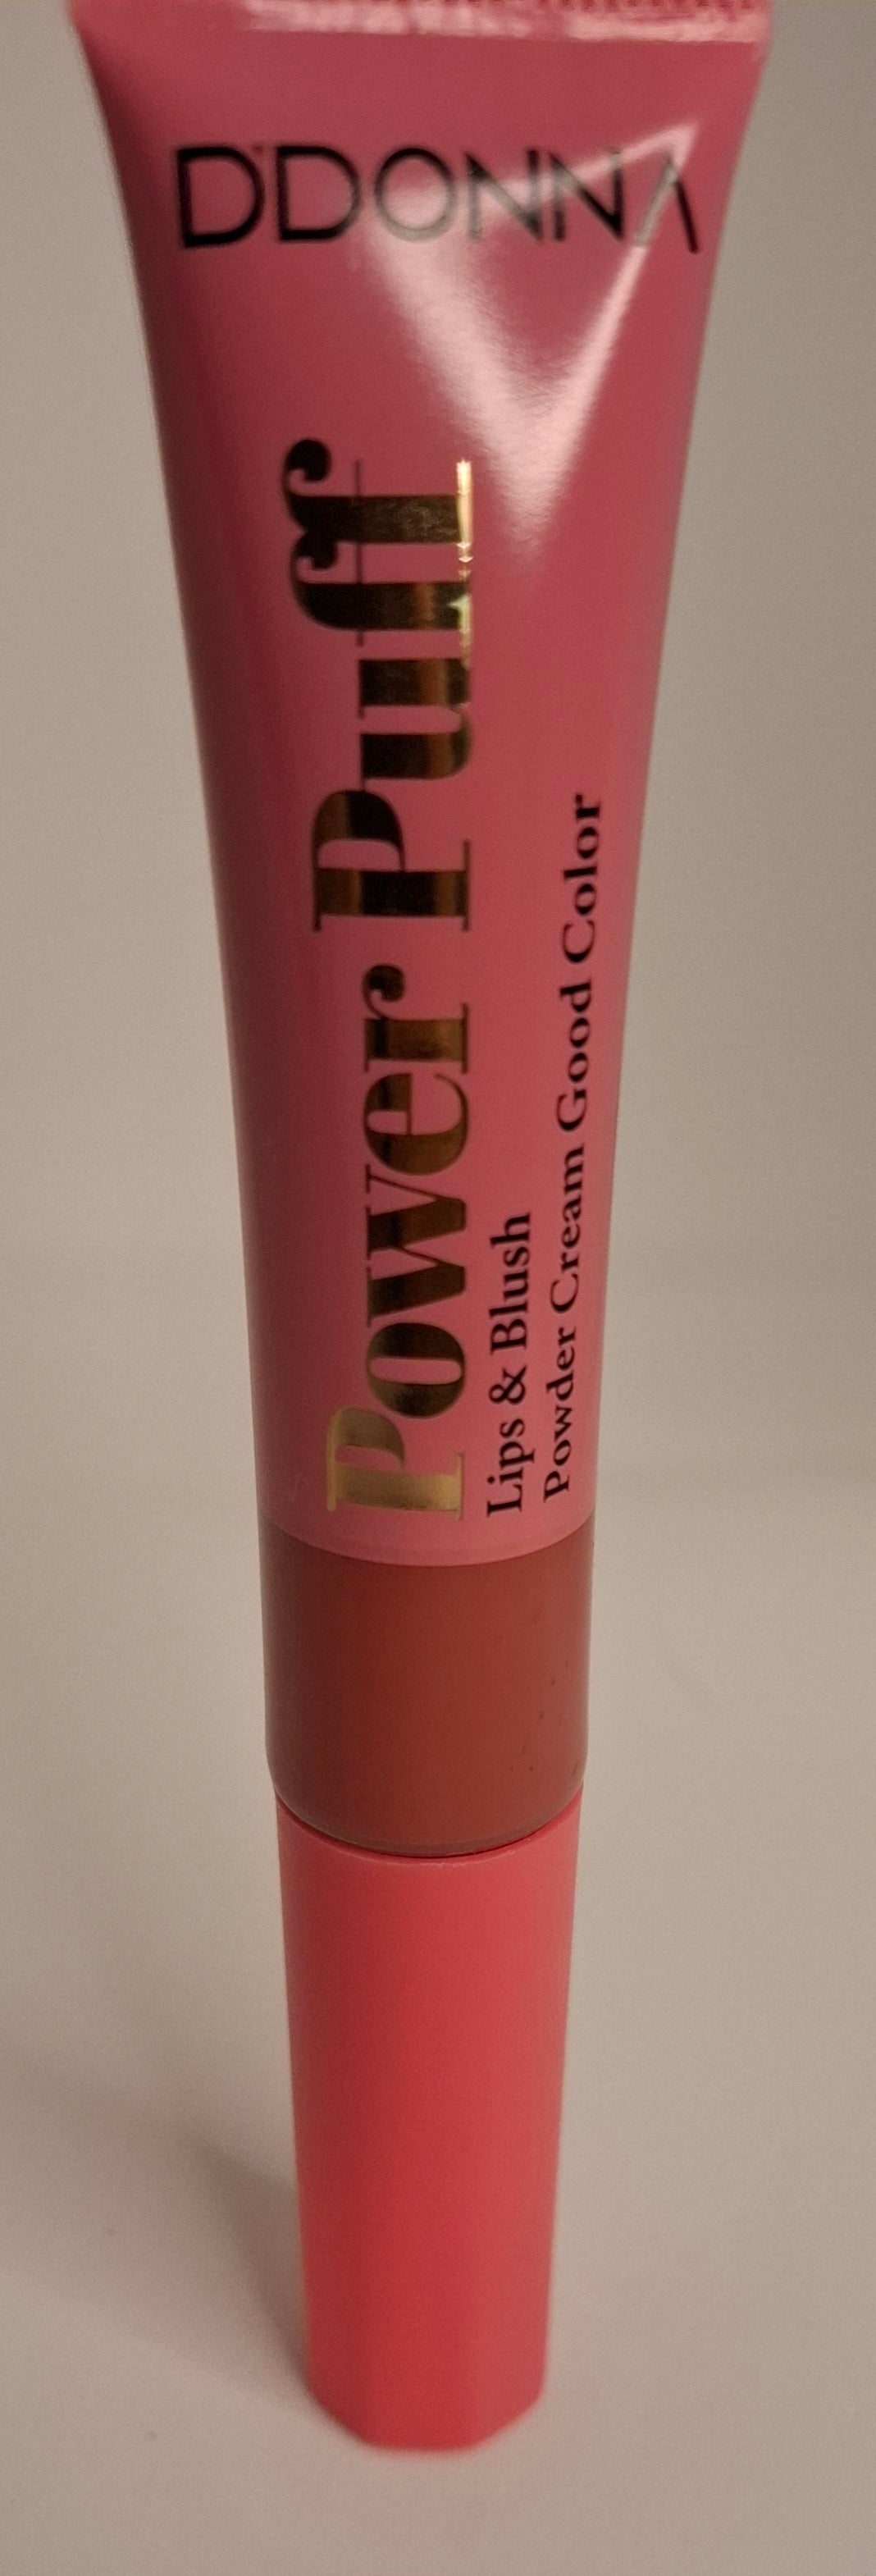 D'DONNA
Power Puff
Lips & Blush
Powder Cream Good Color